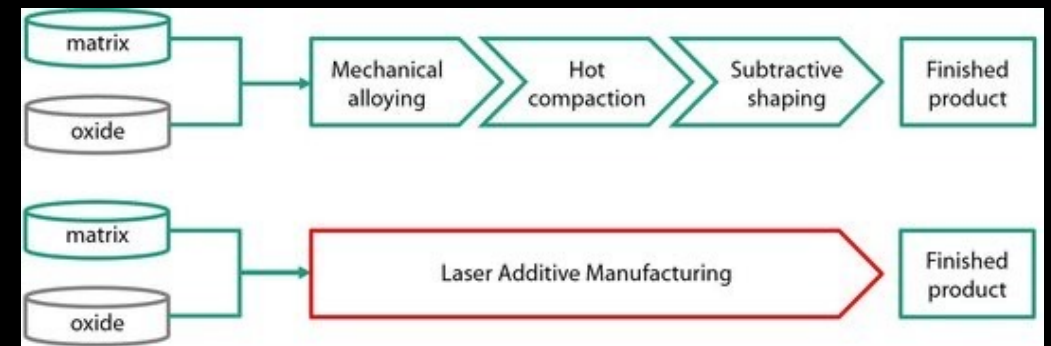 matrix
oxide
Mechanical
alloying
Hot
compaction
Subtractive
shaping
Finished
product
matrix
oxide
Laser Additive Manufacturing
Finished
product